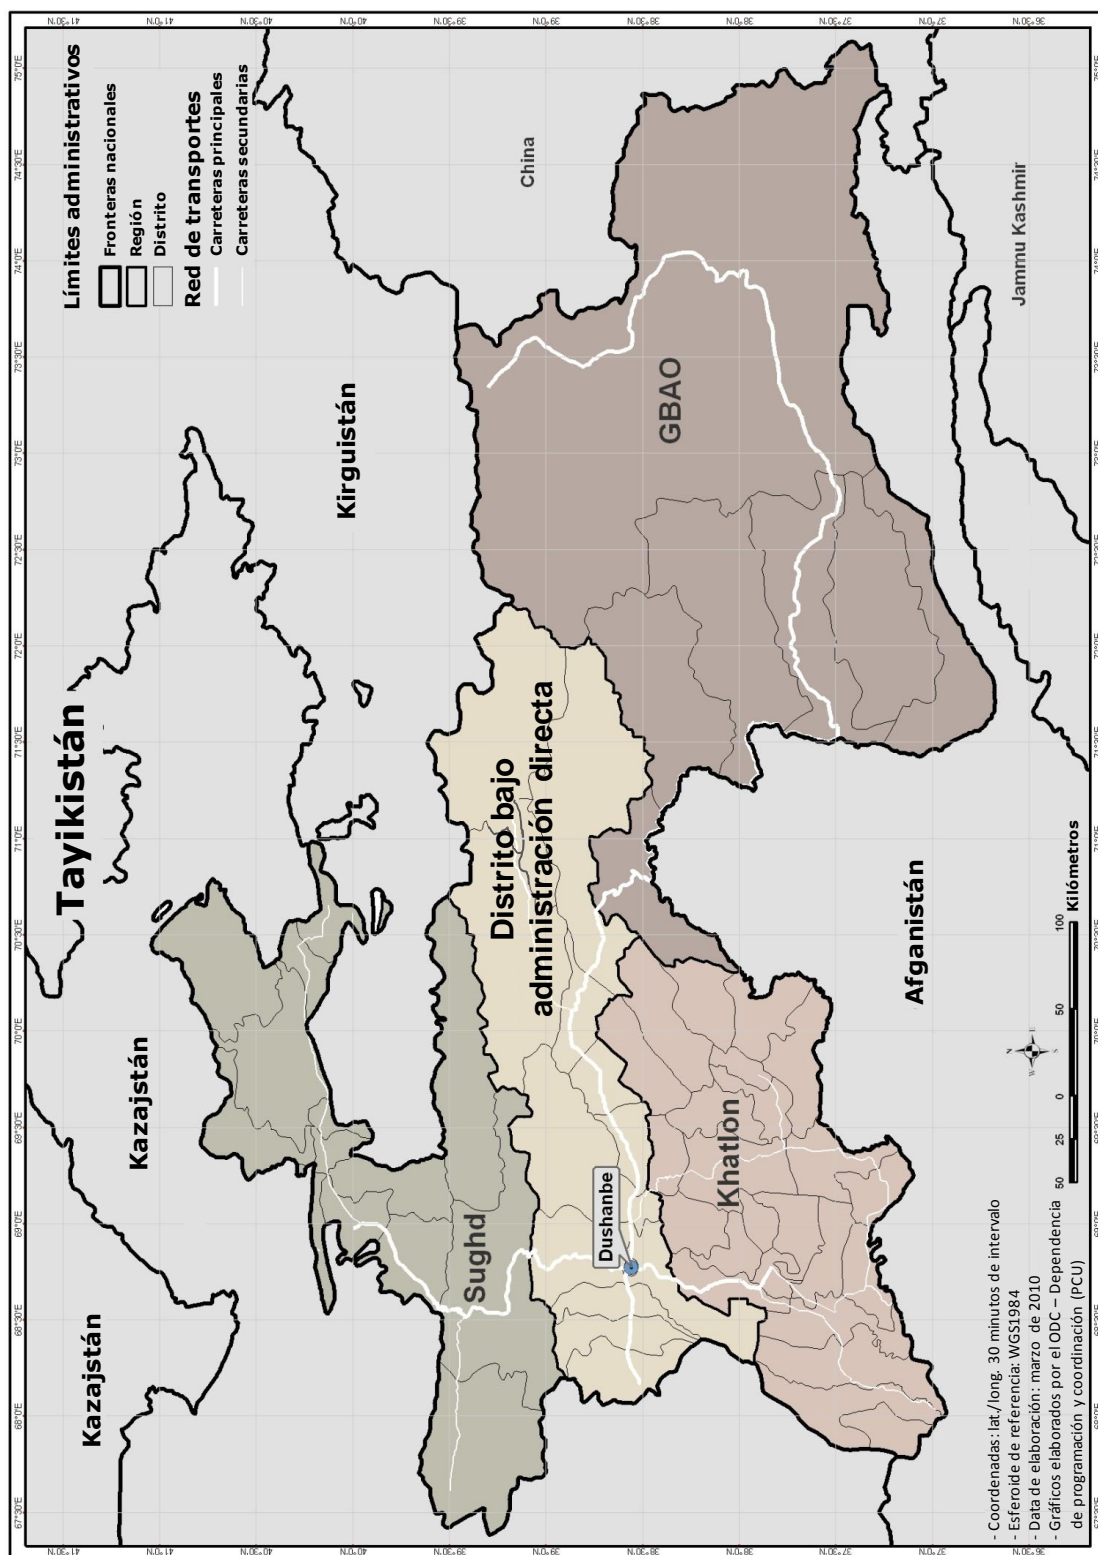 Tayikistán
Límites administrativos
Fronteras nacionales
Región
Distrito
Red de transportes
Carreteras principales
Carreteras secundarias
Kazajstán
Kazajstán
Kirguistán
China
Sughd
Distrito bajo
administración directa
GBAO
Dushanbe
Khatlon
Afganistán
Jammu Kashmir
- Coordenadas: lat./long. 30 minutos de intervalo
- Esferoide de referencia: WGS1984
- Data de elaboración: marzo de 2010
- Gráficos elaborados por el ODC – Dependencia
de programación y coordinación (PCU)
N
W
E
S
50 25 0 50 100
Kilómetros